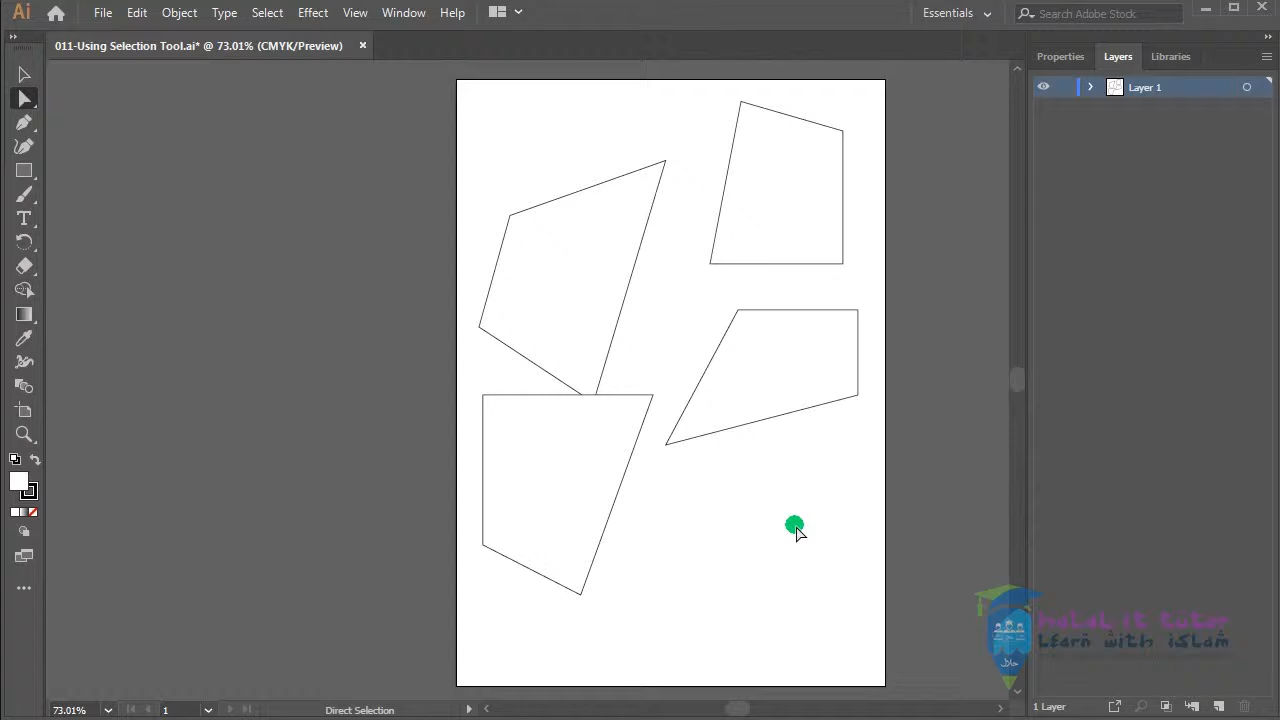 Ai File Edit Object Type Select Effect View Window Help Essentials Search Adobe Stock
011-Using Selection Tool.ai* @ 73.01% (CMYK/Preview) ×
Properties Layers Libraries
Layer 1
T
halal it tutor
Learn with islam
حلال
73.01% 1 Direct Selection 1 Layer